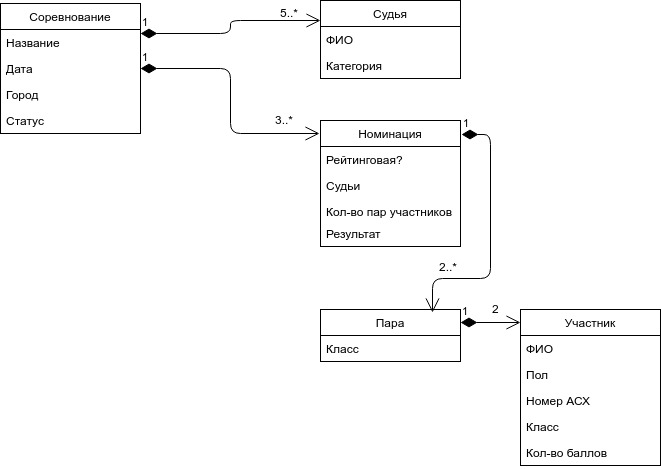 Соревнование
Название
Дата
Город
Статус
1
5..*
1
3..*
Судья
ФИО
Категория
Номинация
Рейтинговая?
Судьи
Кол-во пар участников
Результат
1
2..*
Пара
Класс
1
2
Участник
ФИО
Пол
Номер АСХ
Класс
Кол-во баллов